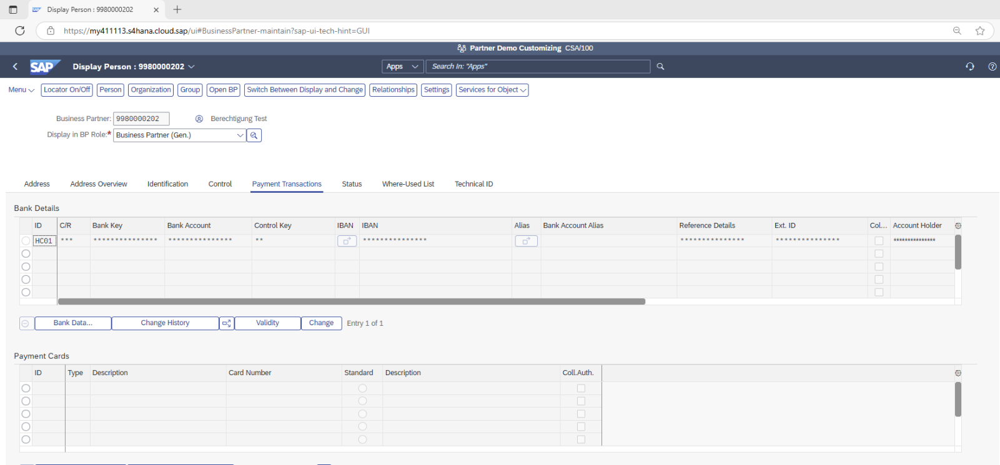 Display Person : 9980000202
https://my411113.s4hana.cloud.sap/ui#BusinessPartner-maintain?sap-ui-tech-hint=GUI
Partner Demo Customizing CSA/100
SAP Display Person : 9980000202 Apps Search In: "Apps"
Menu Locator On/Off Person Organization Group Open BP Switch Between Display and Change Relationships Settings Services for Object
Business Partner: 9980000202 Berechtigung Test
Display in BP Role:* Business Partner (Gen.)
Address Address Overview Identification Control Payment Transactions Status Where-Used List Technical ID
Bank Details
ID C/R Bank Key Bank Account Control Key IBAN IBAN Alias Bank Account Alias Reference Details Ext. ID Col... Account Holder
HC01 *** *************** *************** ** *************** *************** *************** ***************
Bank Data... Change History Validity Change Entry 1 of 1
Payment Cards
ID Type Description Card Number Standard Description Coll.Auth.